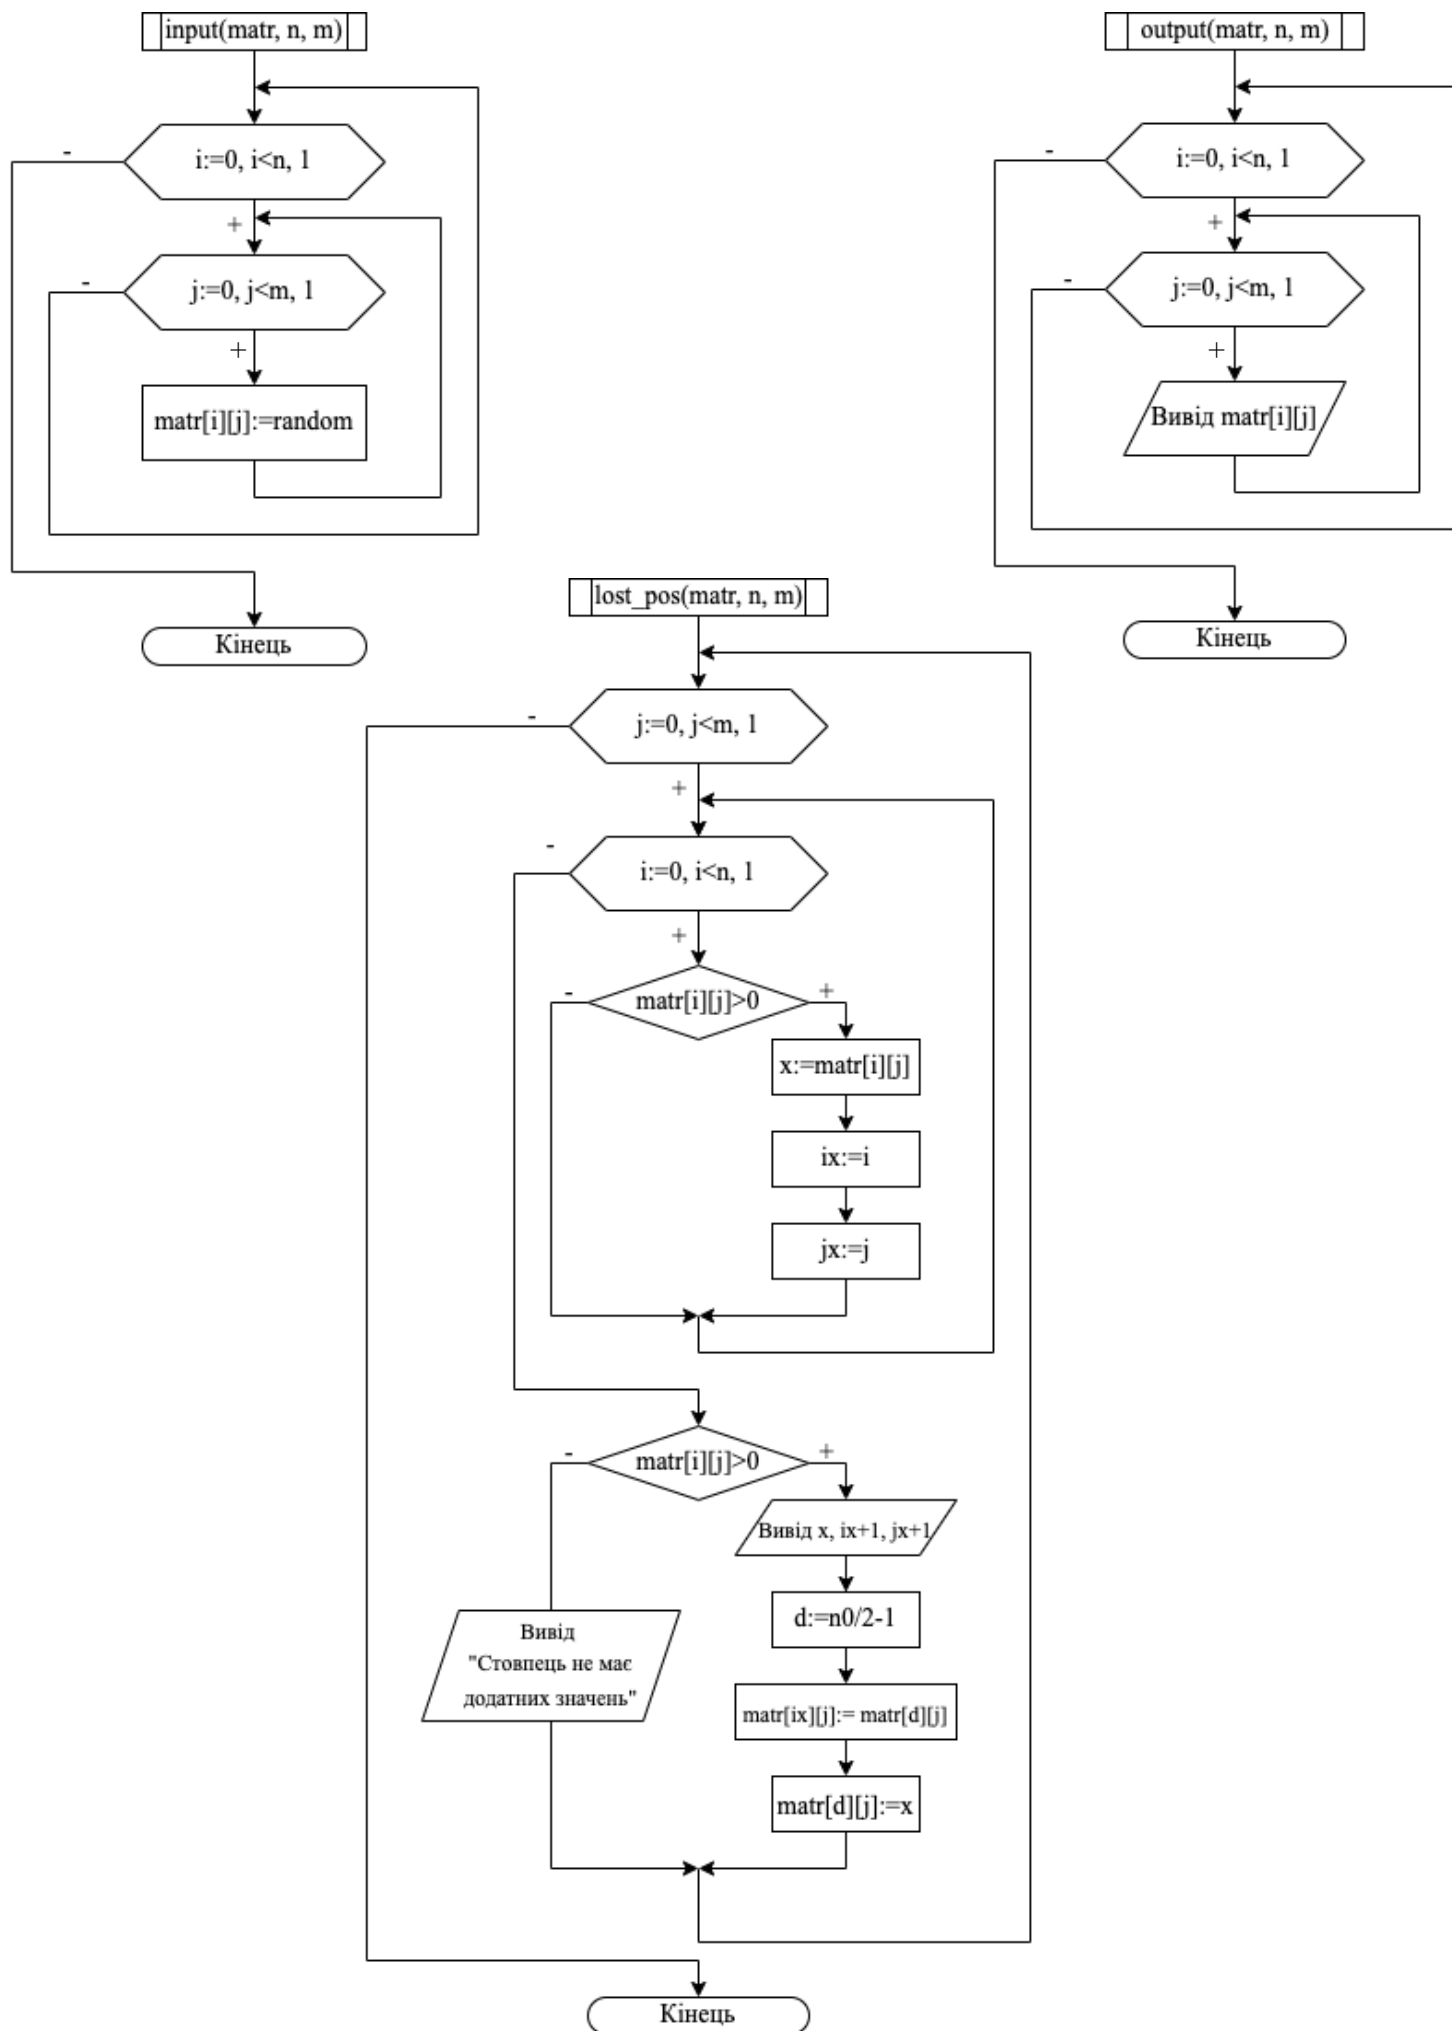 input(matr, n, m)
i:=0, i<n, 1
-
+
j:=0, j<m, 1
-
+
matr[i][j]:=random
Кінець
output(matr, n, m)
i:=0, i<n, 1
-
+
j:=0, j<m, 1
-
+
Вивід matr[i][j]
Кінець
lost_pos(matr, n, m)
j:=0, j<m, 1
-
+
i:=0, i<n, 1
-
+
matr[i][j]>0
-
+
x:=matr[i][j]
ix:=i
jx:=j
matr[i][j]>0
-
+
Вивід x, ix+1, jx+1
d:=n0/2-1
matr[ix][j]:= matr[d][j]
matr[d][j]:=x
Вивід
"Стовпець не має
додатних значень"
Кінець